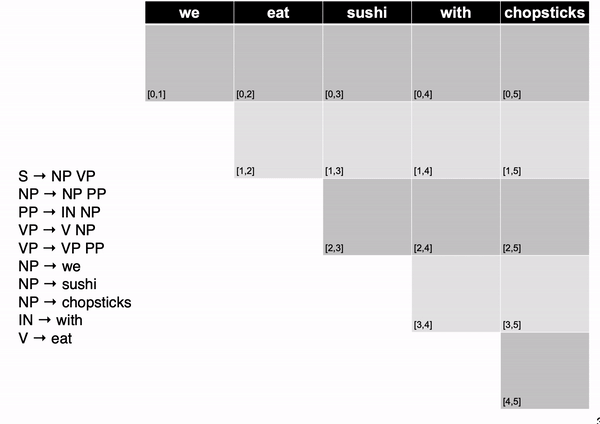 we eat sushi with chopsticks
[0,1] [0,2] [0,3] [0,4] [0,5]
[1,2] [1,3] [1,4] [1,5]
S → NP VP
NP → NP PP
[2,3] [2,4] [2,5]
PP → IN NP
VP → V NP
VP → VP PP
NP → we
NP → sushi
NP → chopsticks
IN → with
[3,4] [3,5]
V → eat
[4,5]